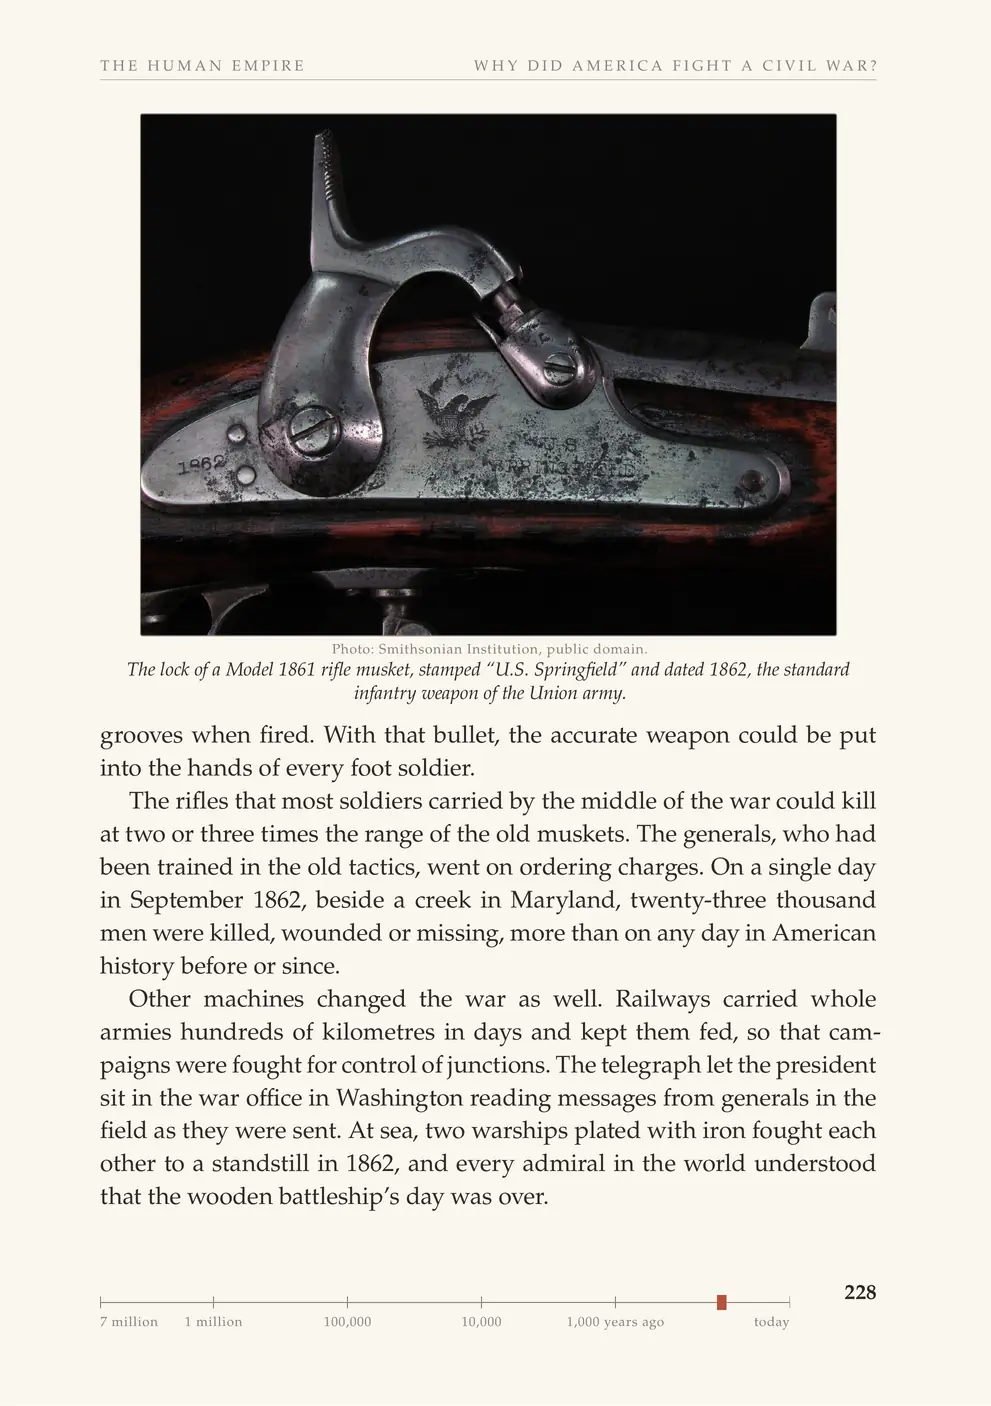 THE HUMAN EMPIRE
WHY DID AMERICA FIGHT A CIVIL WAR?
1862
U.S
SPRINGFIELD
Photo: Smithsonian Institution, public domain.
The lock of a Model 1861 rifle musket, stamped “U.S. Springfield” and dated 1862, the standard
infantry weapon of the Union army.
grooves when fired. With that bullet, the accurate weapon could be put
into the hands of every foot soldier.
The rifles that most soldiers carried by the middle of the war could kill
at two or three times the range of the old muskets. The generals, who had
been trained in the old tactics, went on ordering charges. On a single day
in September 1862, beside a creek in Maryland, twenty-three thousand
men were killed, wounded or missing, more than on any day in American
history before or since.
Other machines changed the war as well. Railways carried whole
armies hundreds of kilometres in days and kept them fed, so that cam-
paigns were fought for control of junctions. The telegraph let the president
sit in the war office in Washington reading messages from generals in the
field as they were sent. At sea, two warships plated with iron fought each
other to a standstill in 1862, and every admiral in the world understood
that the wooden battleship’s day was over.
228
7 million 1 million 100,000 10,000 1,000 years ago today